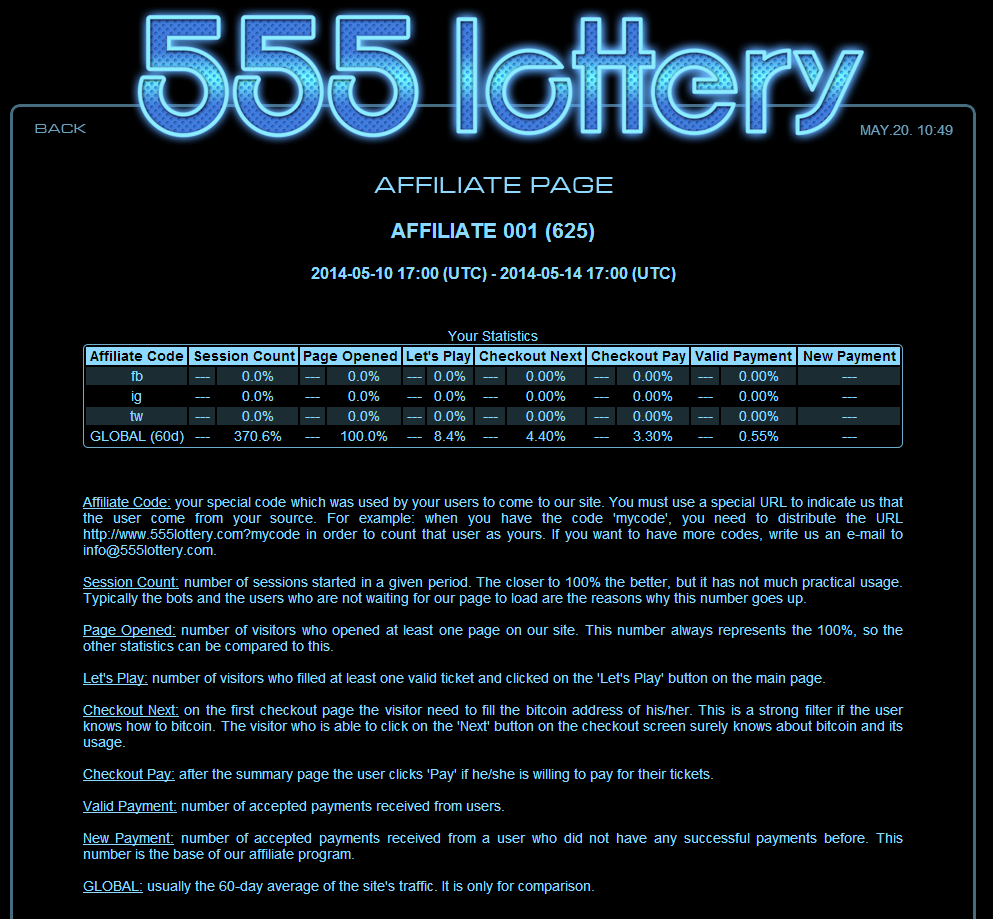 555 lottery
BACK
MAY.20. 10:49
AFFILIATE PAGE
AFFILIATE 001 (625)
2014-05-10 17:00 (UTC) - 2014-05-14 17:00 (UTC)
Your Statistics
Affiliate Code Session Count Page Opened Let's Play Checkout Next Checkout Pay Valid Payment New Payment
fb --- 0.0% --- 0.0% --- 0.0% --- 0.00% --- 0.00% --- 0.00% ---
ig --- 0.0% --- 0.0% --- 0.0% --- 0.00% --- 0.00% --- 0.00% ---
tw --- 0.0% --- 0.0% --- 0.0% --- 0.00% --- 0.00% --- 0.00% ---
GLOBAL (60d) --- 370.6% --- 100.0% --- 8.4% --- 4.40% --- 3.30% --- 0.55% ---
Affiliate Code: your special code which was used by your users to come to our site. You must use a special URL to indicate us that
the user come from your source. For example: when you have the code 'mycode', you need to distribute the URL
http://www.555lottery.com?mycode in order to count that user as yours. If you want to have more codes, write us an e-mail to
info@555lottery.com.
Session Count: number of sessions started in a given period. The closer to 100% the better, but it has not much practical usage.
Typically the bots and the users who are not waiting for our page to load are the reasons why this number goes up.
Page Opened: number of visitors who opened at least one page on our site. This number always represents the 100%, so the
other statistics can be compared to this.
Let's Play: number of visitors who filled at least one valid ticket and clicked on the 'Let's Play' button on the main page.
Checkout Next: on the first checkout page the visitor need to fill the bitcoin address of his/her. This is a strong filter if the user
knows how to bitcoin. The visitor who is able to click on the 'Next' button on the checkout screen surely knows about bitcoin and its
usage.
Checkout Pay: after the summary page the user clicks 'Pay' if he/she is willing to pay for their tickets.
Valid Payment: number of accepted payments received from users.
New Payment: number of accepted payments received from a user who did not have any successful payments before. This
number is the base of our affiliate program.
GLOBAL: usually the 60-day average of the site's traffic. It is only for comparison.